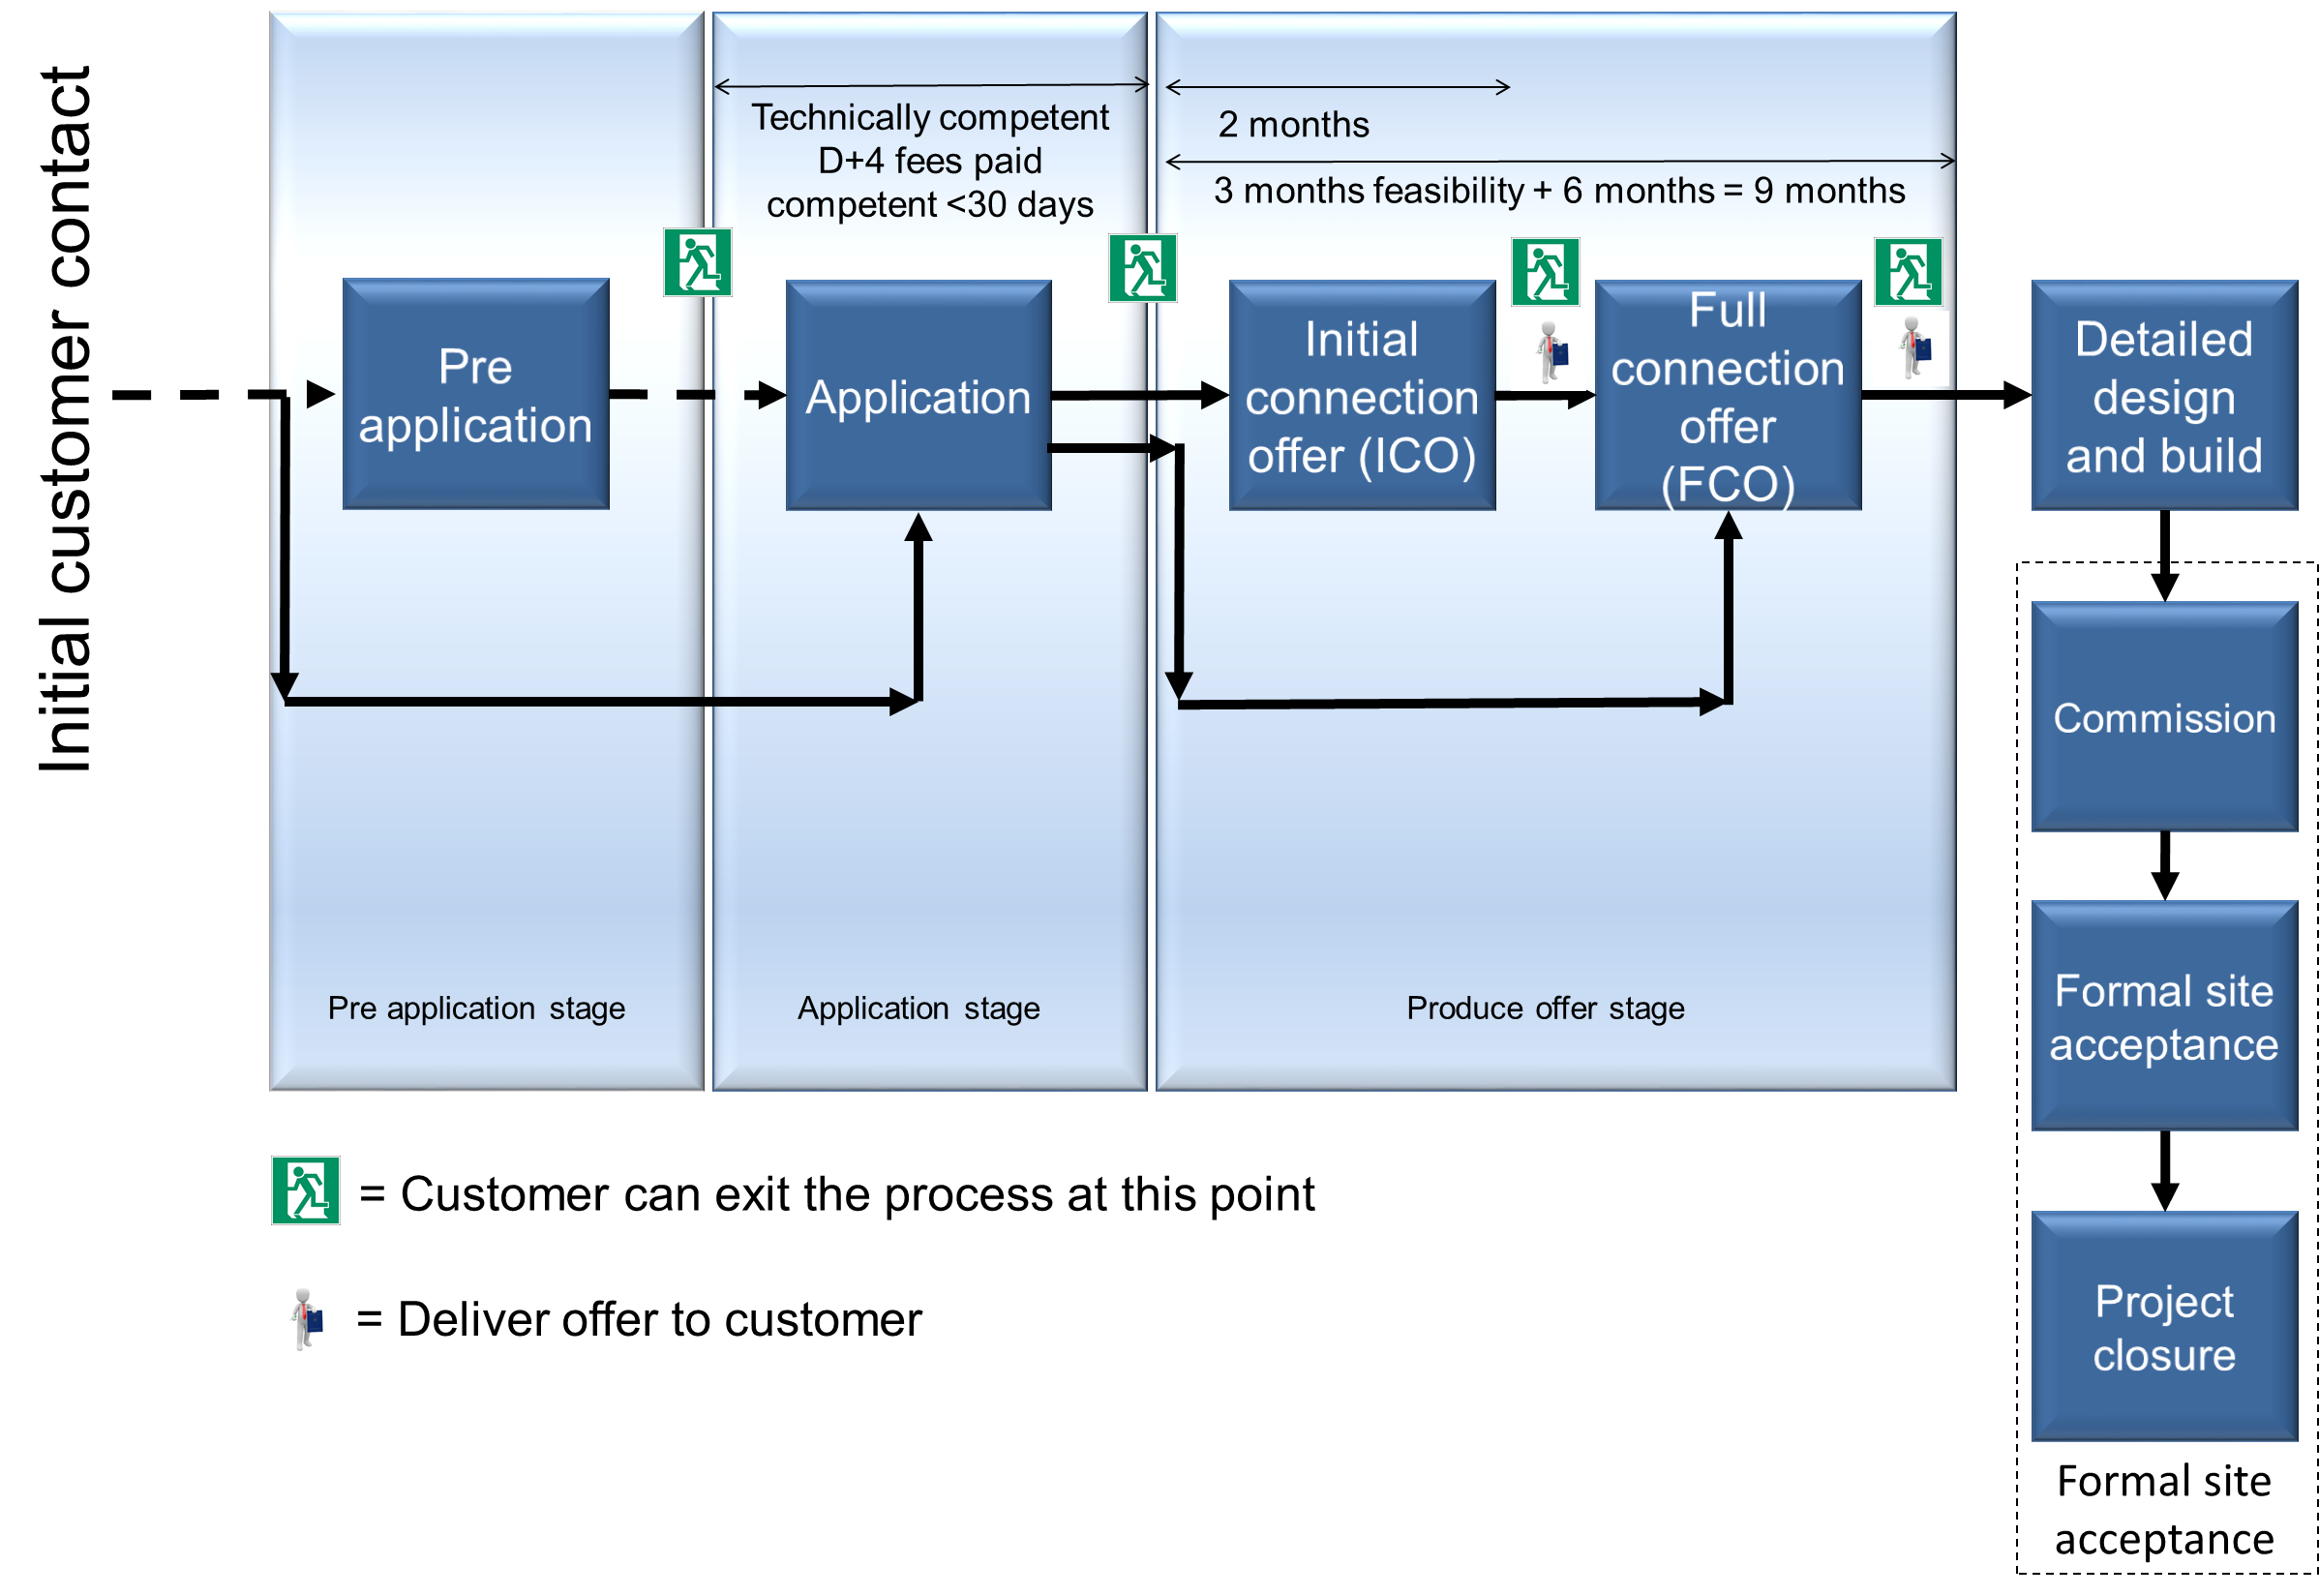 Initial customer contact
Technically competent
D+4 fees paid
competent <30 days
2 months
3 months feasibility + 6 months = 9 months
Pre
application
Application
Initial
connection
offer (ICO)
Full
connection
offer
(FCO)
Detailed
design
and build
Commission
Formal site
acceptance
Project
closure
Formal site
acceptance
Pre application stage
Application stage
Produce offer stage
= Customer can exit the process at this point
= Deliver offer to customer